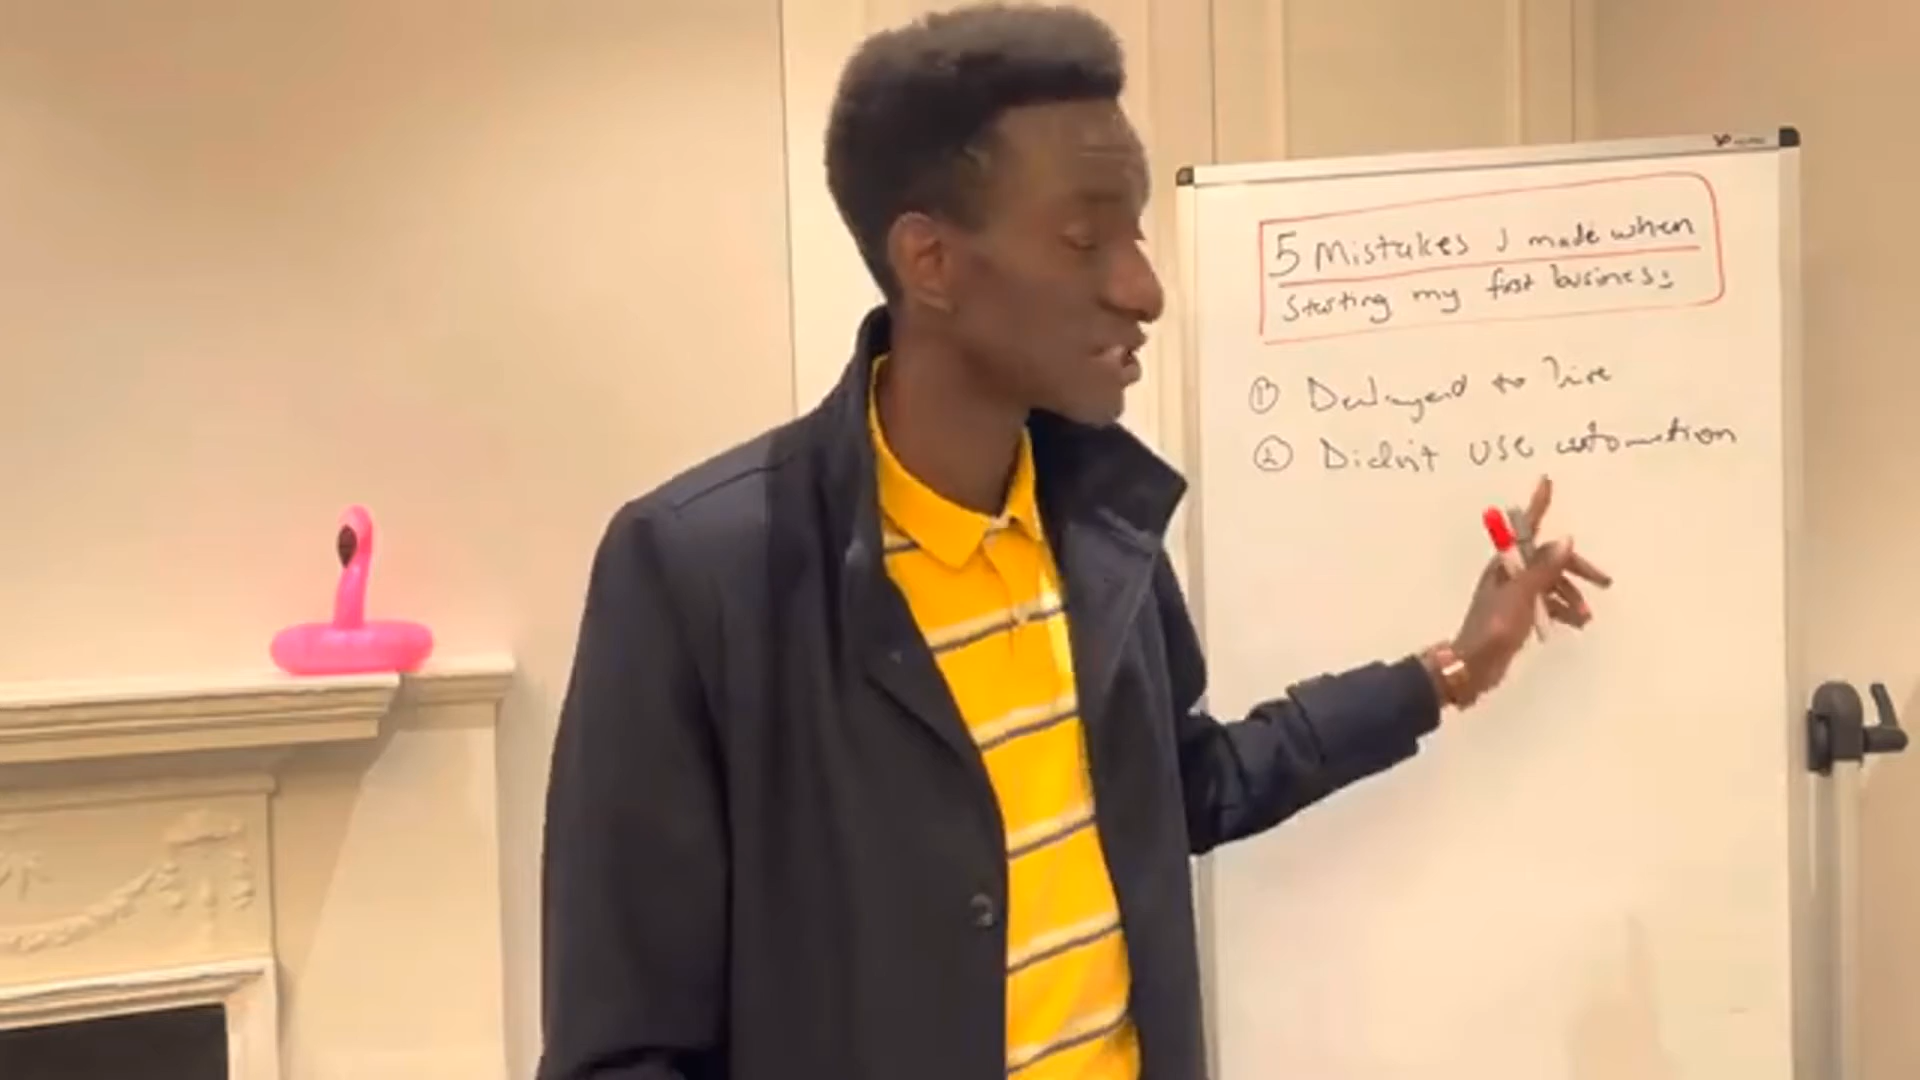 5 Mistakes I made when
Starting my first business:
① Delayed to hire
② Didn't use automation